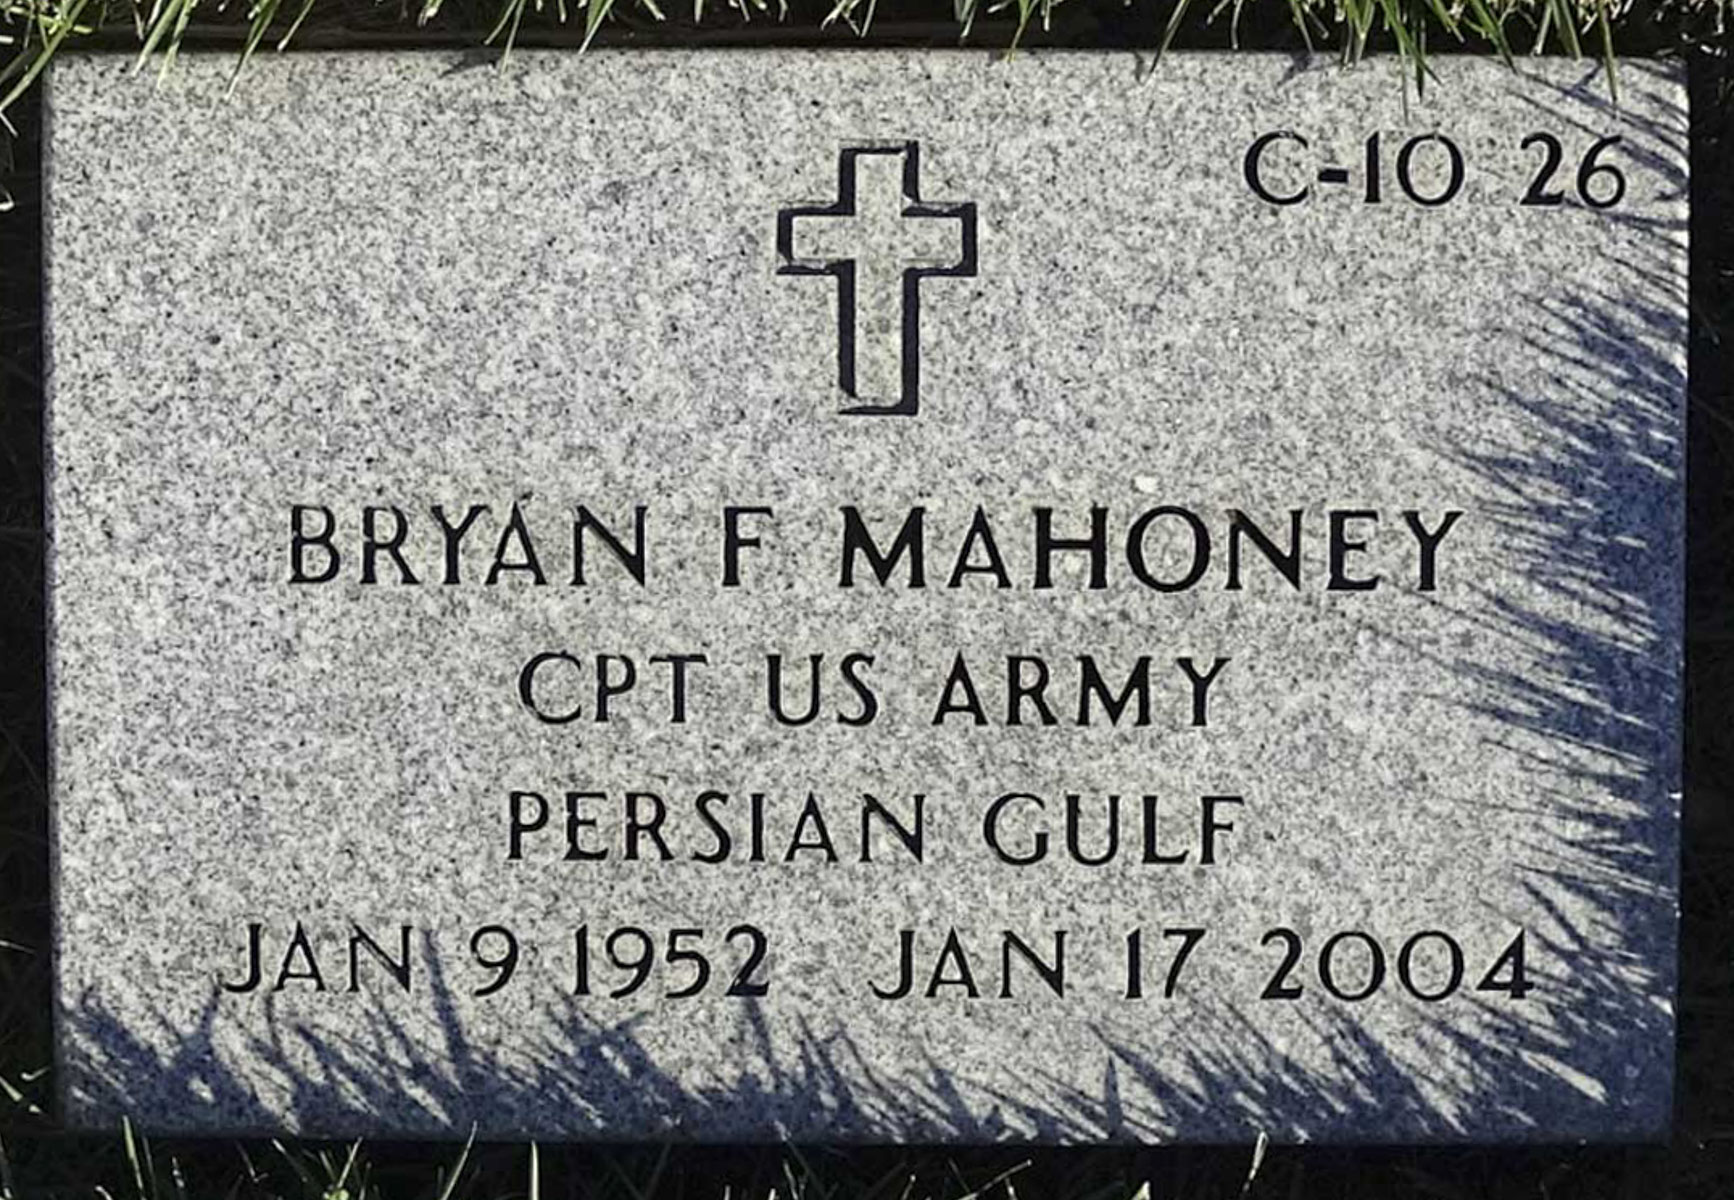 C-10 26
BRYAN F MAHONEY
CPT US ARMY
PERSIAN GULF
JAN 9 1952 JAN 17 2004